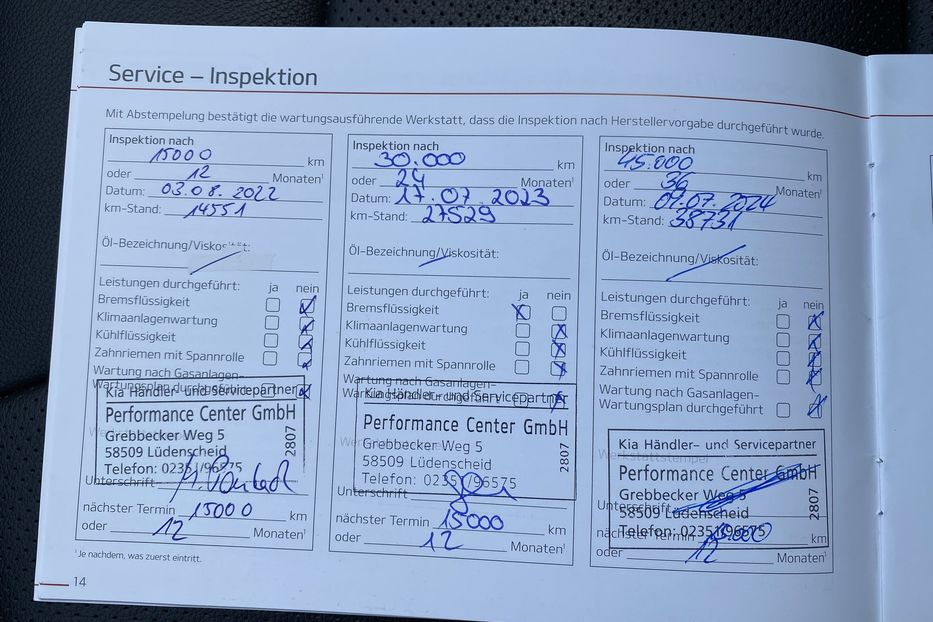 Service – Inspektion
Mit Abstempelung bestätigt die wartungsausführende Werkstatt, dass die Inspektion nach Herstellervorgabe durchgeführt wurde.
Inspektion nach
15000 km
oder 12 Monaten¹
Datum: 03.08.2022
km-Stand: 14551
Öl-Bezeichnung/Viskosität:
Leistungen durchgeführt: ja nein
Bremsflüssigkeit
Klimaanlagenwartung
Kühlflüssigkeit
Zahnriemen mit Spannrolle
Wartung nach Gasanlagen-
Wartungsplan durchgeführt
Kia Händler- und Servicepartner
Performance Center GmbH
Grebbecker Weg 5
58509 Lüdenscheid
Telefon: 02351/96575
2807
Unterschrift
nächster Termin 15000 km
oder 12 Monaten¹
Inspektion nach
30.000 km
oder 24 Monaten¹
Datum: 17.07.2023
km-Stand: 27529
Öl-Bezeichnung/Viskosität:
Leistungen durchgeführt: ja nein
Bremsflüssigkeit
Klimaanlagenwartung
Kühlflüssigkeit
Zahnriemen mit Spannrolle
Wartung nach Gasanlagen-
Wartungsplan durchgeführt
Kia Händler- und Servicepartner
Performance Center GmbH
Grebbecker Weg 5
58509 Lüdenscheid
Telefon: 02351/96575
2807
Unterschrift
nächster Termin 15000 km
oder 12 Monaten¹
Inspektion nach
45.000 km
oder 36 Monaten¹
Datum: 07.2024
km-Stand: 38731
Öl-Bezeichnung/Viskosität:
Leistungen durchgeführt: ja nein
Bremsflüssigkeit
Klimaanlagenwartung
Kühlflüssigkeit
Zahnriemen mit Spannrolle
Wartung nach Gasanlagen-
Wartungsplan durchgeführt
Werkstattstempel
Kia Händler- und Servicepartner
Performance Center GmbH
Grebbecker Weg 5
58509 Lüdenscheid
Telefon: 02351/96575
2807
Unterschrift
nächster Termin km
oder 12 Monaten¹
¹Je nachdem, was zuerst eintritt.
14